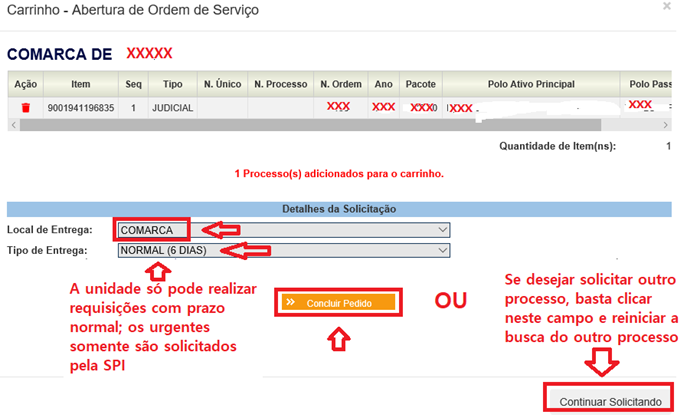 Carrinho - Abertura de Ordem de Serviço
×
COMARCA DE XXXXX
Ação Item Seq Tipo N. Único N. Processo N. Ordem Ano Pacote Polo Ativo Principal Polo Pass
9001941196835 1 JUDICIAL XXX XXX XXX XXX XXX
Quantidade de Item(ns): 1
1 Processo(s) adicionados para o carrinho.
Detalhes da Solicitação
Local de Entrega: COMARCA
Tipo de Entrega: NORMAL (6 DIAS)
A unidade só pode realizar
requisições com prazo
normal; os urgentes
somente são solicitados
pela SPI
Concluir Pedido
OU
Se desejar solicitar outro
processo, basta clicar
neste campo e reiniciar a
busca do outro processo
Continuar Solicitando